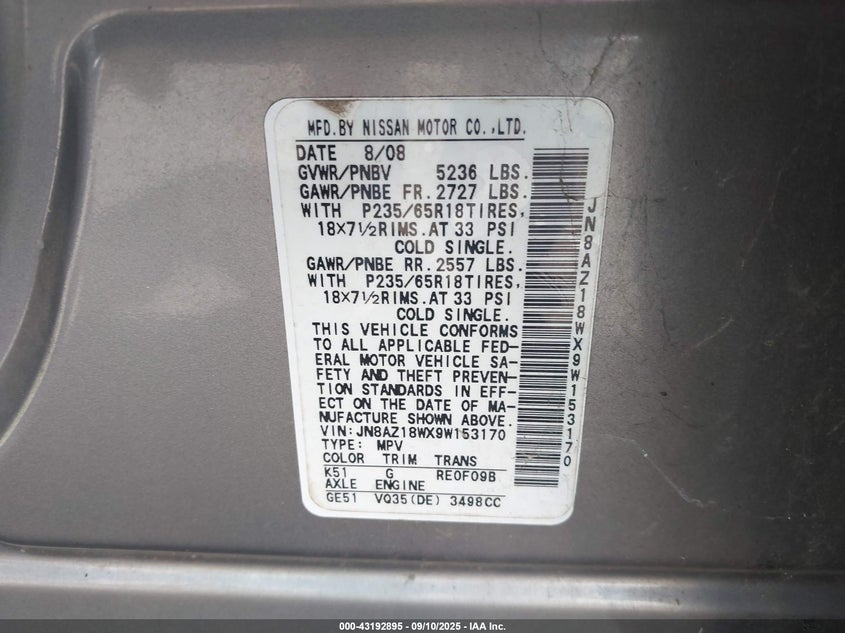 MFD.BY NISSAN MOTOR CO.,LTD.
DATE 8/08
GVWR/PNBV 5236 LBS.
GAWR/PNBE FR.2727 LBS.
WITH P235/65R18TIRES,
18×7½RIMS.AT 33 PSI
COLD SINGLE.
GAWR/PNBE RR.2557 LBS.
WITH P235/65R18TIRES,
18×7½RIMS.AT 33 PSI
COLD SINGLE.
THIS VEHICLE CONFORMS
TO ALL APPLICABLE FED-
ERAL MOTOR VEHICLE SA-
FETY AND THEFT PREVEN-
TION STANDARDS IN EFF-
ECT ON THE DATE OF MA-
NUFACTURE SHOWN ABOVE.
VIN:JN8AZ18WX9W153170
TYPE: MPV
COLOR TRIM TRANS
K51 G RE0F09B
AXLE ENGINE
GE51 VQ35(DE) 3498CC
JN8AZ18WX9W153170
000-43192895 - 09/10/2025 - IAA Inc.